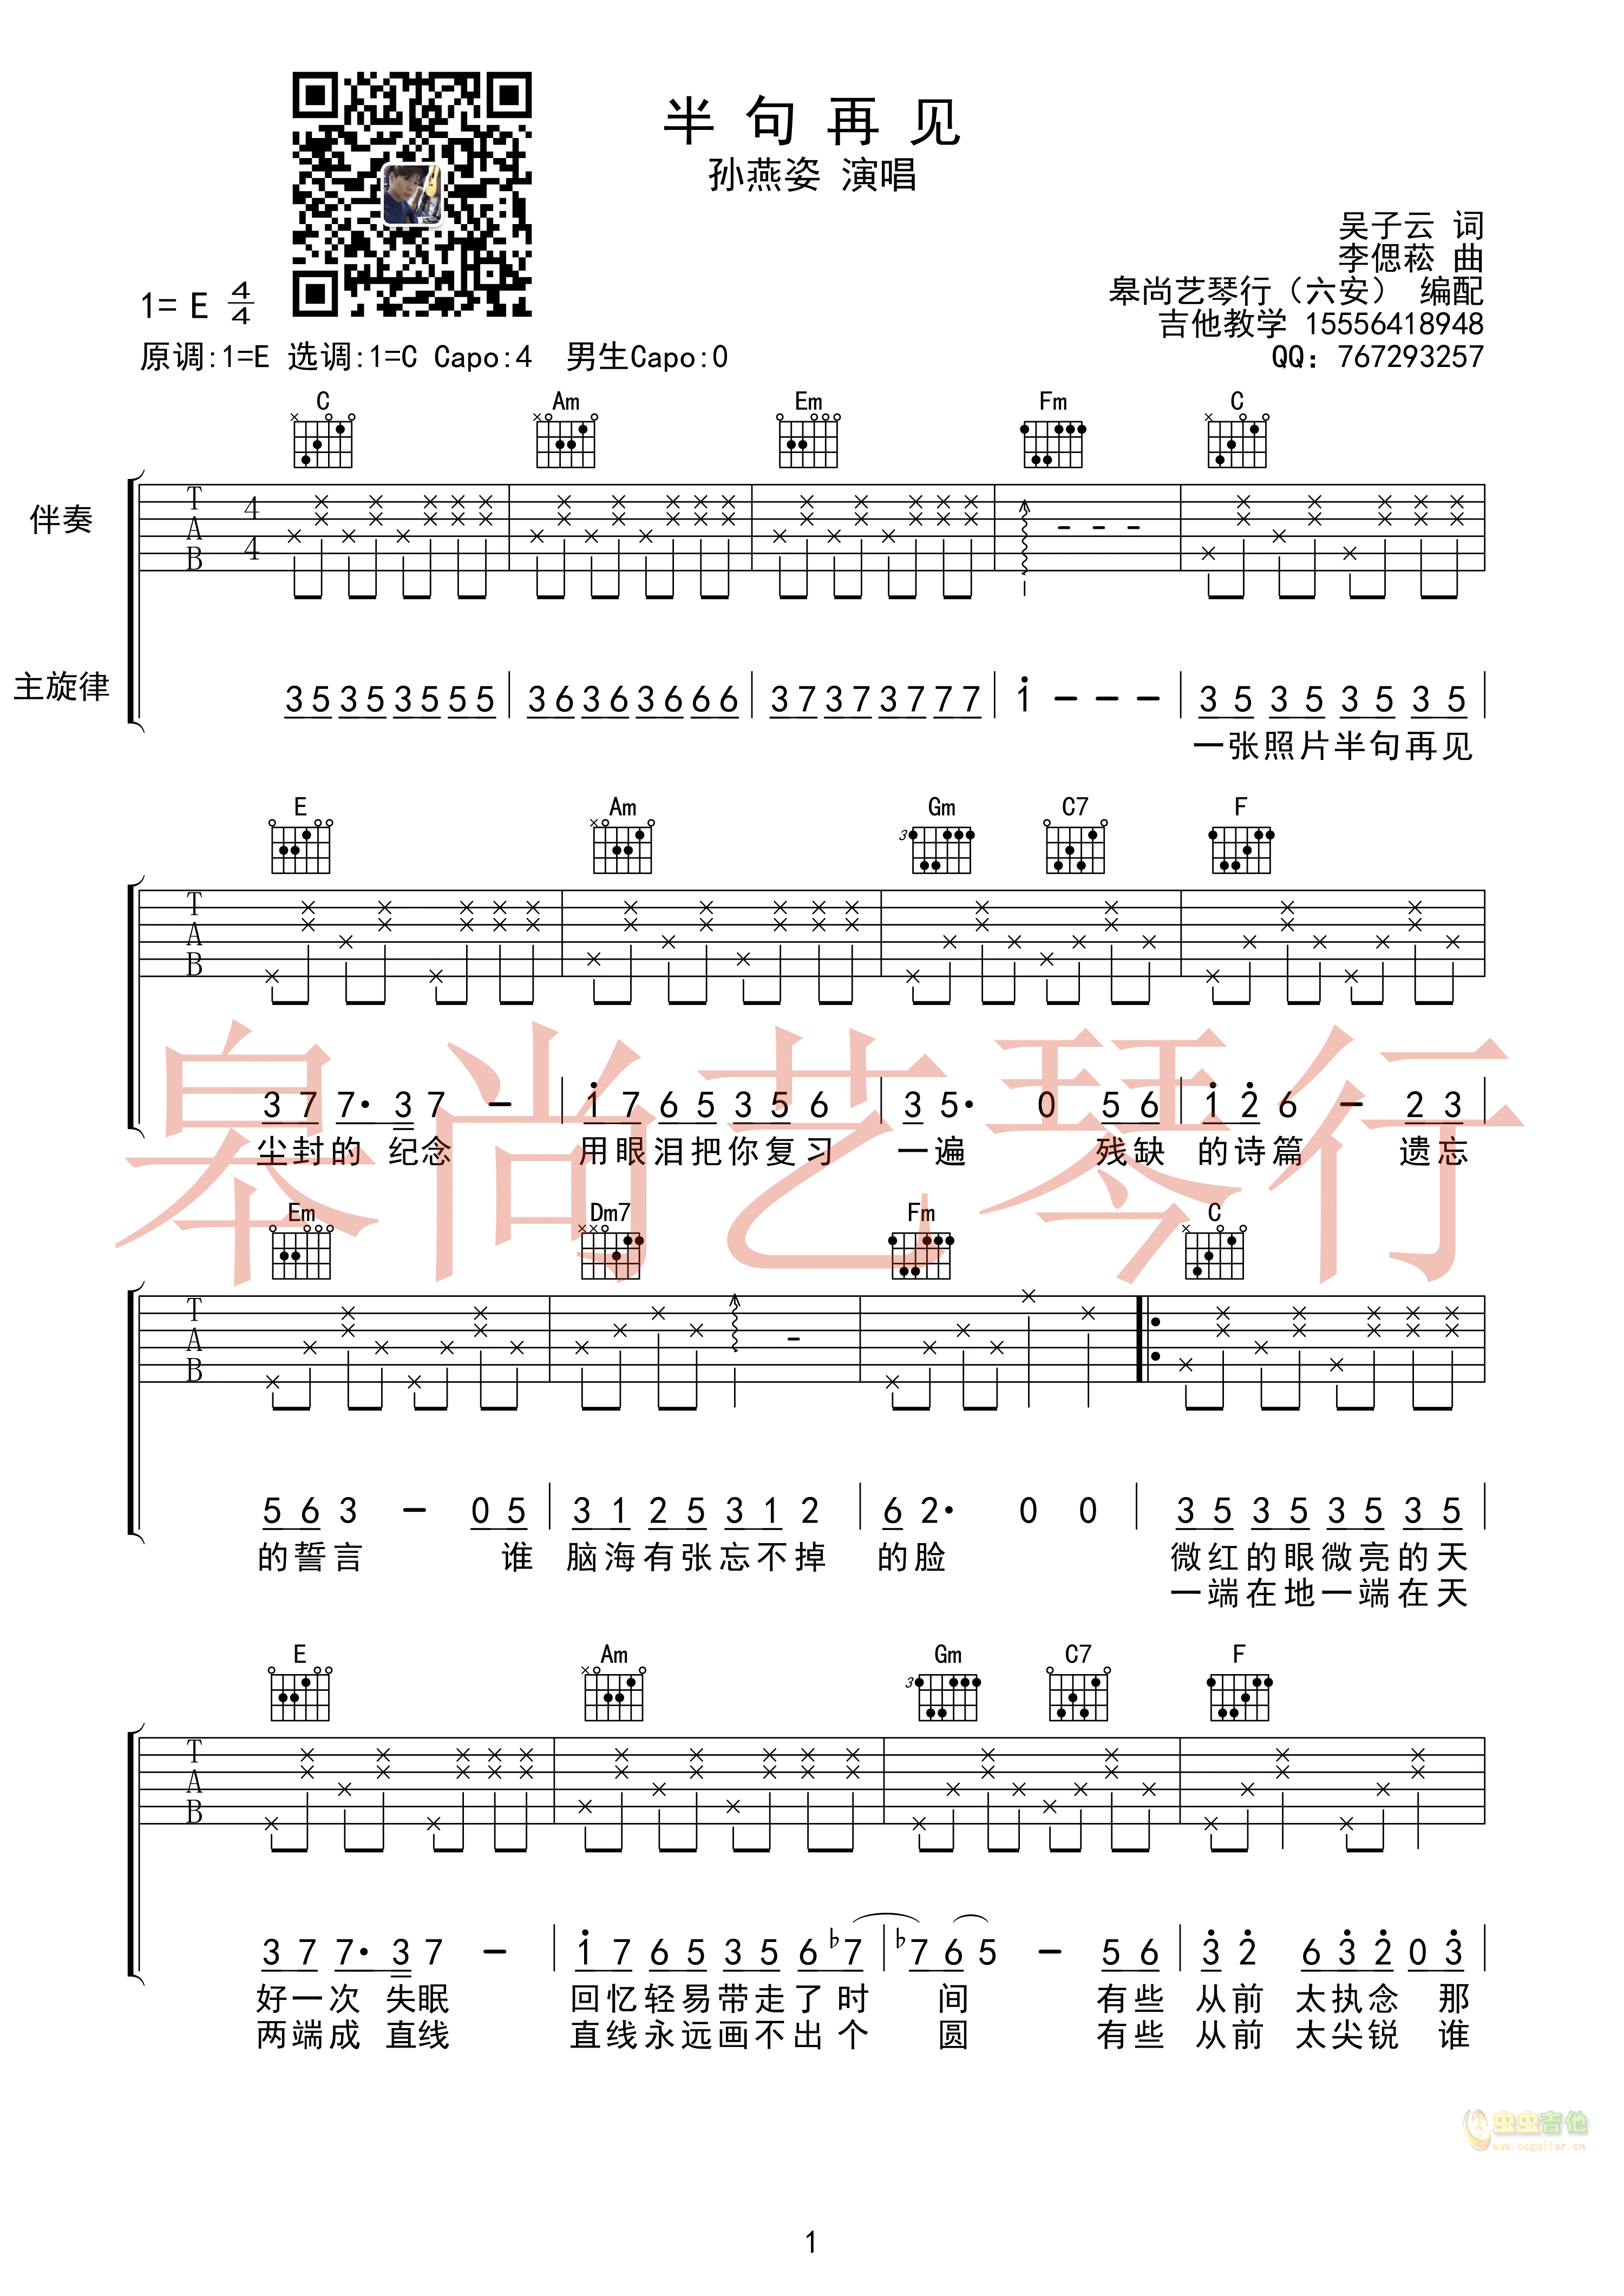 半句再见
孙燕姿 演唱
吴子云 词
李偲菘 曲
皋尚艺琴行（六安） 编配
吉他教学 15556418948
QQ: 767293257
1= E 4/4
原调:1=E 选调:1=C Capo:4 男生Capo:0
C Am Em Fm C
伴奏 T A B 4 4
主旋律 3 5 3 5 3 5 5 5 | 3 6 3 6 3 6 6 6 | 3 7 3 7 3 7 7 7 | 1 - - - | 3 5 3 5 3 5 3 5 |
一张照片半句再见
E Am 3 Gm C7 F
T A B
3 7 7· 3 7 - | 1 7 6 5 3 5 6 | 3 5· 0 5 6 | 1 2 6 - 2 3 |
尘封的 纪念 用眼泪把你复习 一遍 残缺 的诗篇 遗忘
皋尚艺琴行
Em Dm7 Fm C
T A B
5 6 3 - 0 5 | 3 1 2 5 3 1 2 | 6 2· 0 0 | 3 5 3 5 3 5 3 5 |
的誓言 谁 脑海有张忘不掉 的脸 微红的眼微亮的天
一端在地一端在天
E Am 3 Gm C7 F
T A B
3 7 7· 3 7 - | 1 7 6 5 3 5 6 ♭7 | ♭7 6 5 - 5 6 | 3 2 6 3 2 0 3 |
好一次 失眠 回忆轻易带走了时 间 有些 从前 太执念 那
两端成 直线 直线永远画不出个 圆 有些 从前 太尖锐 谁
虫虫吉他
www.ccguitar.cn
1